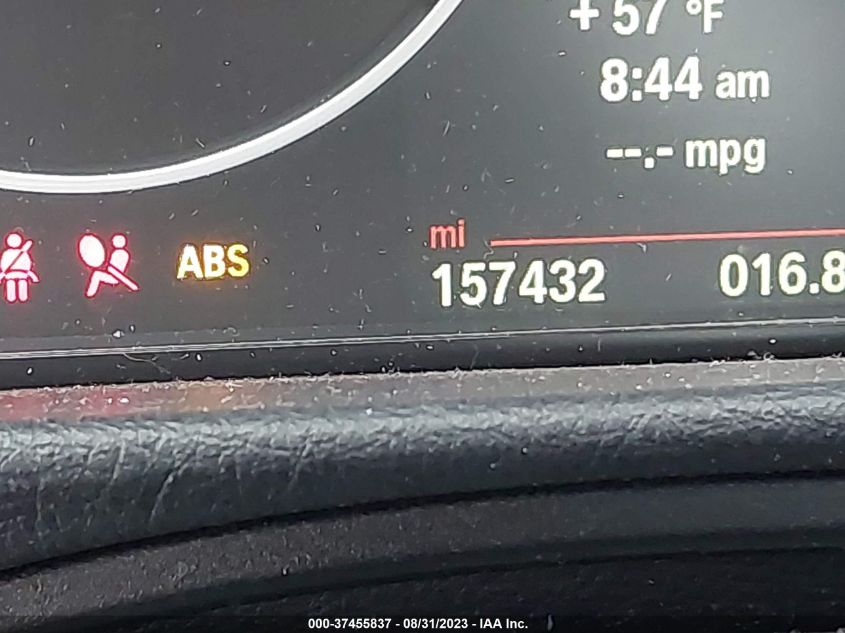 + 57 °F
8:44 am
--.- mpg
ABS
mi
157432 016.8
000-37455837 - 08/31/2023 - IAA Inc.